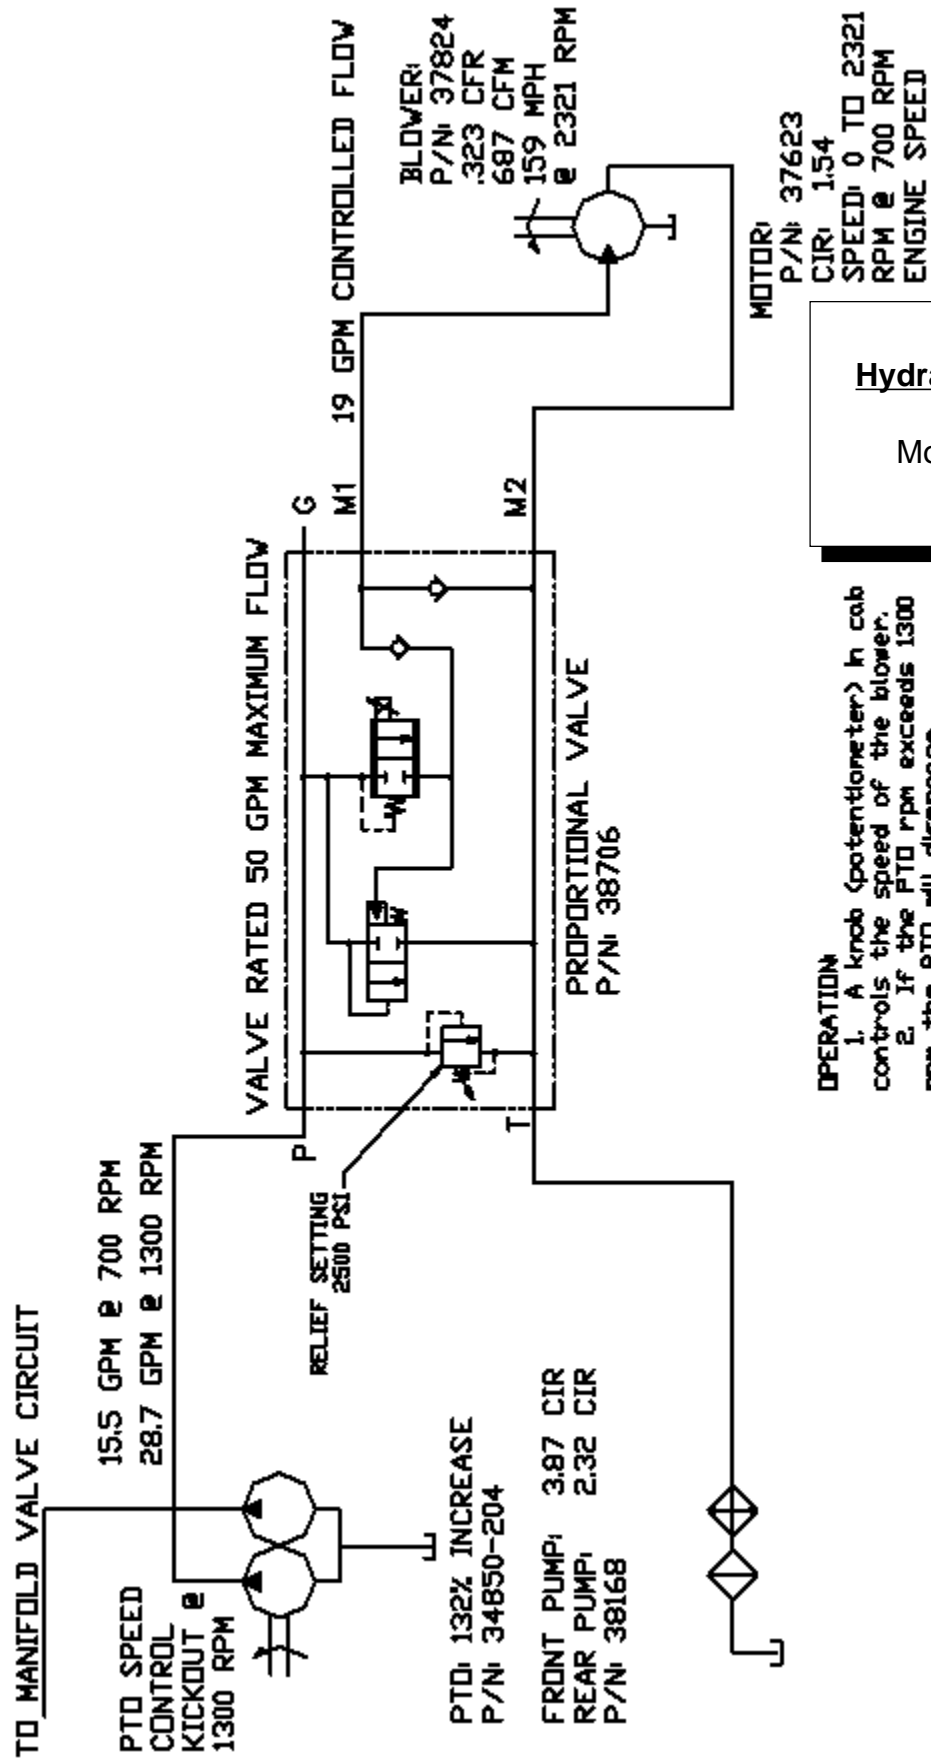 TO MANIFOLD VALVE CIRCUIT
PTO SPEED
CONTROL
KICKOUT @
1300 RPM
15.5 GPM @ 700 RPM
28.7 GPM @ 1300 RPM
VALVE RATED 50 GPM MAXIMUM FLOW
P
G
M1
19 GPM CONTROLLED FLOW
RELIEF SETTING
2500 PSI
T
M2
BLOWER:
P/N: 37824
.323 CFR
687 CFM
159 MPH
@ 2321 RPM
PTO: 132% INCREASE
P/N: 34850-204
FRONT PUMP: 3.87 CIR
REAR PUMP: 2.32 CIR
P/N: 38168
PROPORTIONAL VALVE
P/N: 38706
MOTOR:
P/N: 37623
CIR: 1.54
SPEED: 0 TO 2321
RPM @ 700 RPM
ENGINE SPEED
OPERATION:
1. A knob (potentiometer) in cab
controls the speed of the blower.
2. If the PTO rpm exceeds 1300
rpm the PTO will
Hydra
Mo